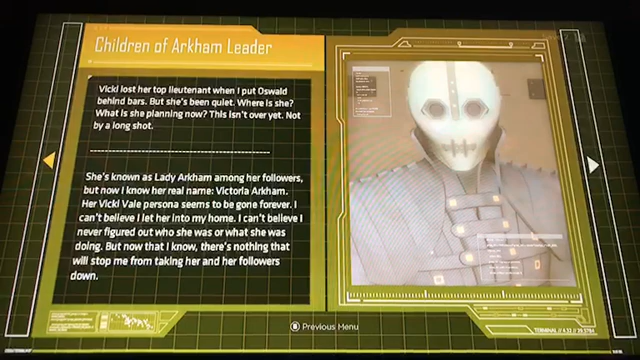 Children of Arkham Leader
Vicki lost her top lieutenant when I put Oswald
behind bars. But she's been quiet. Where is she?
What is she planning now? This isn't over yet. Not
by a long shot.
She's known as Lady Arkham among her followers,
but now I know her real name: Victoria Arkham.
Her Vicki Vale persona seems to be gone forever. I
can't believe I let her into my home. I can't believe I
never figured out who she was or what she was
doing. But now that I know, there's nothing that
will stop me from taking her and her followers
down.
Previous Menu